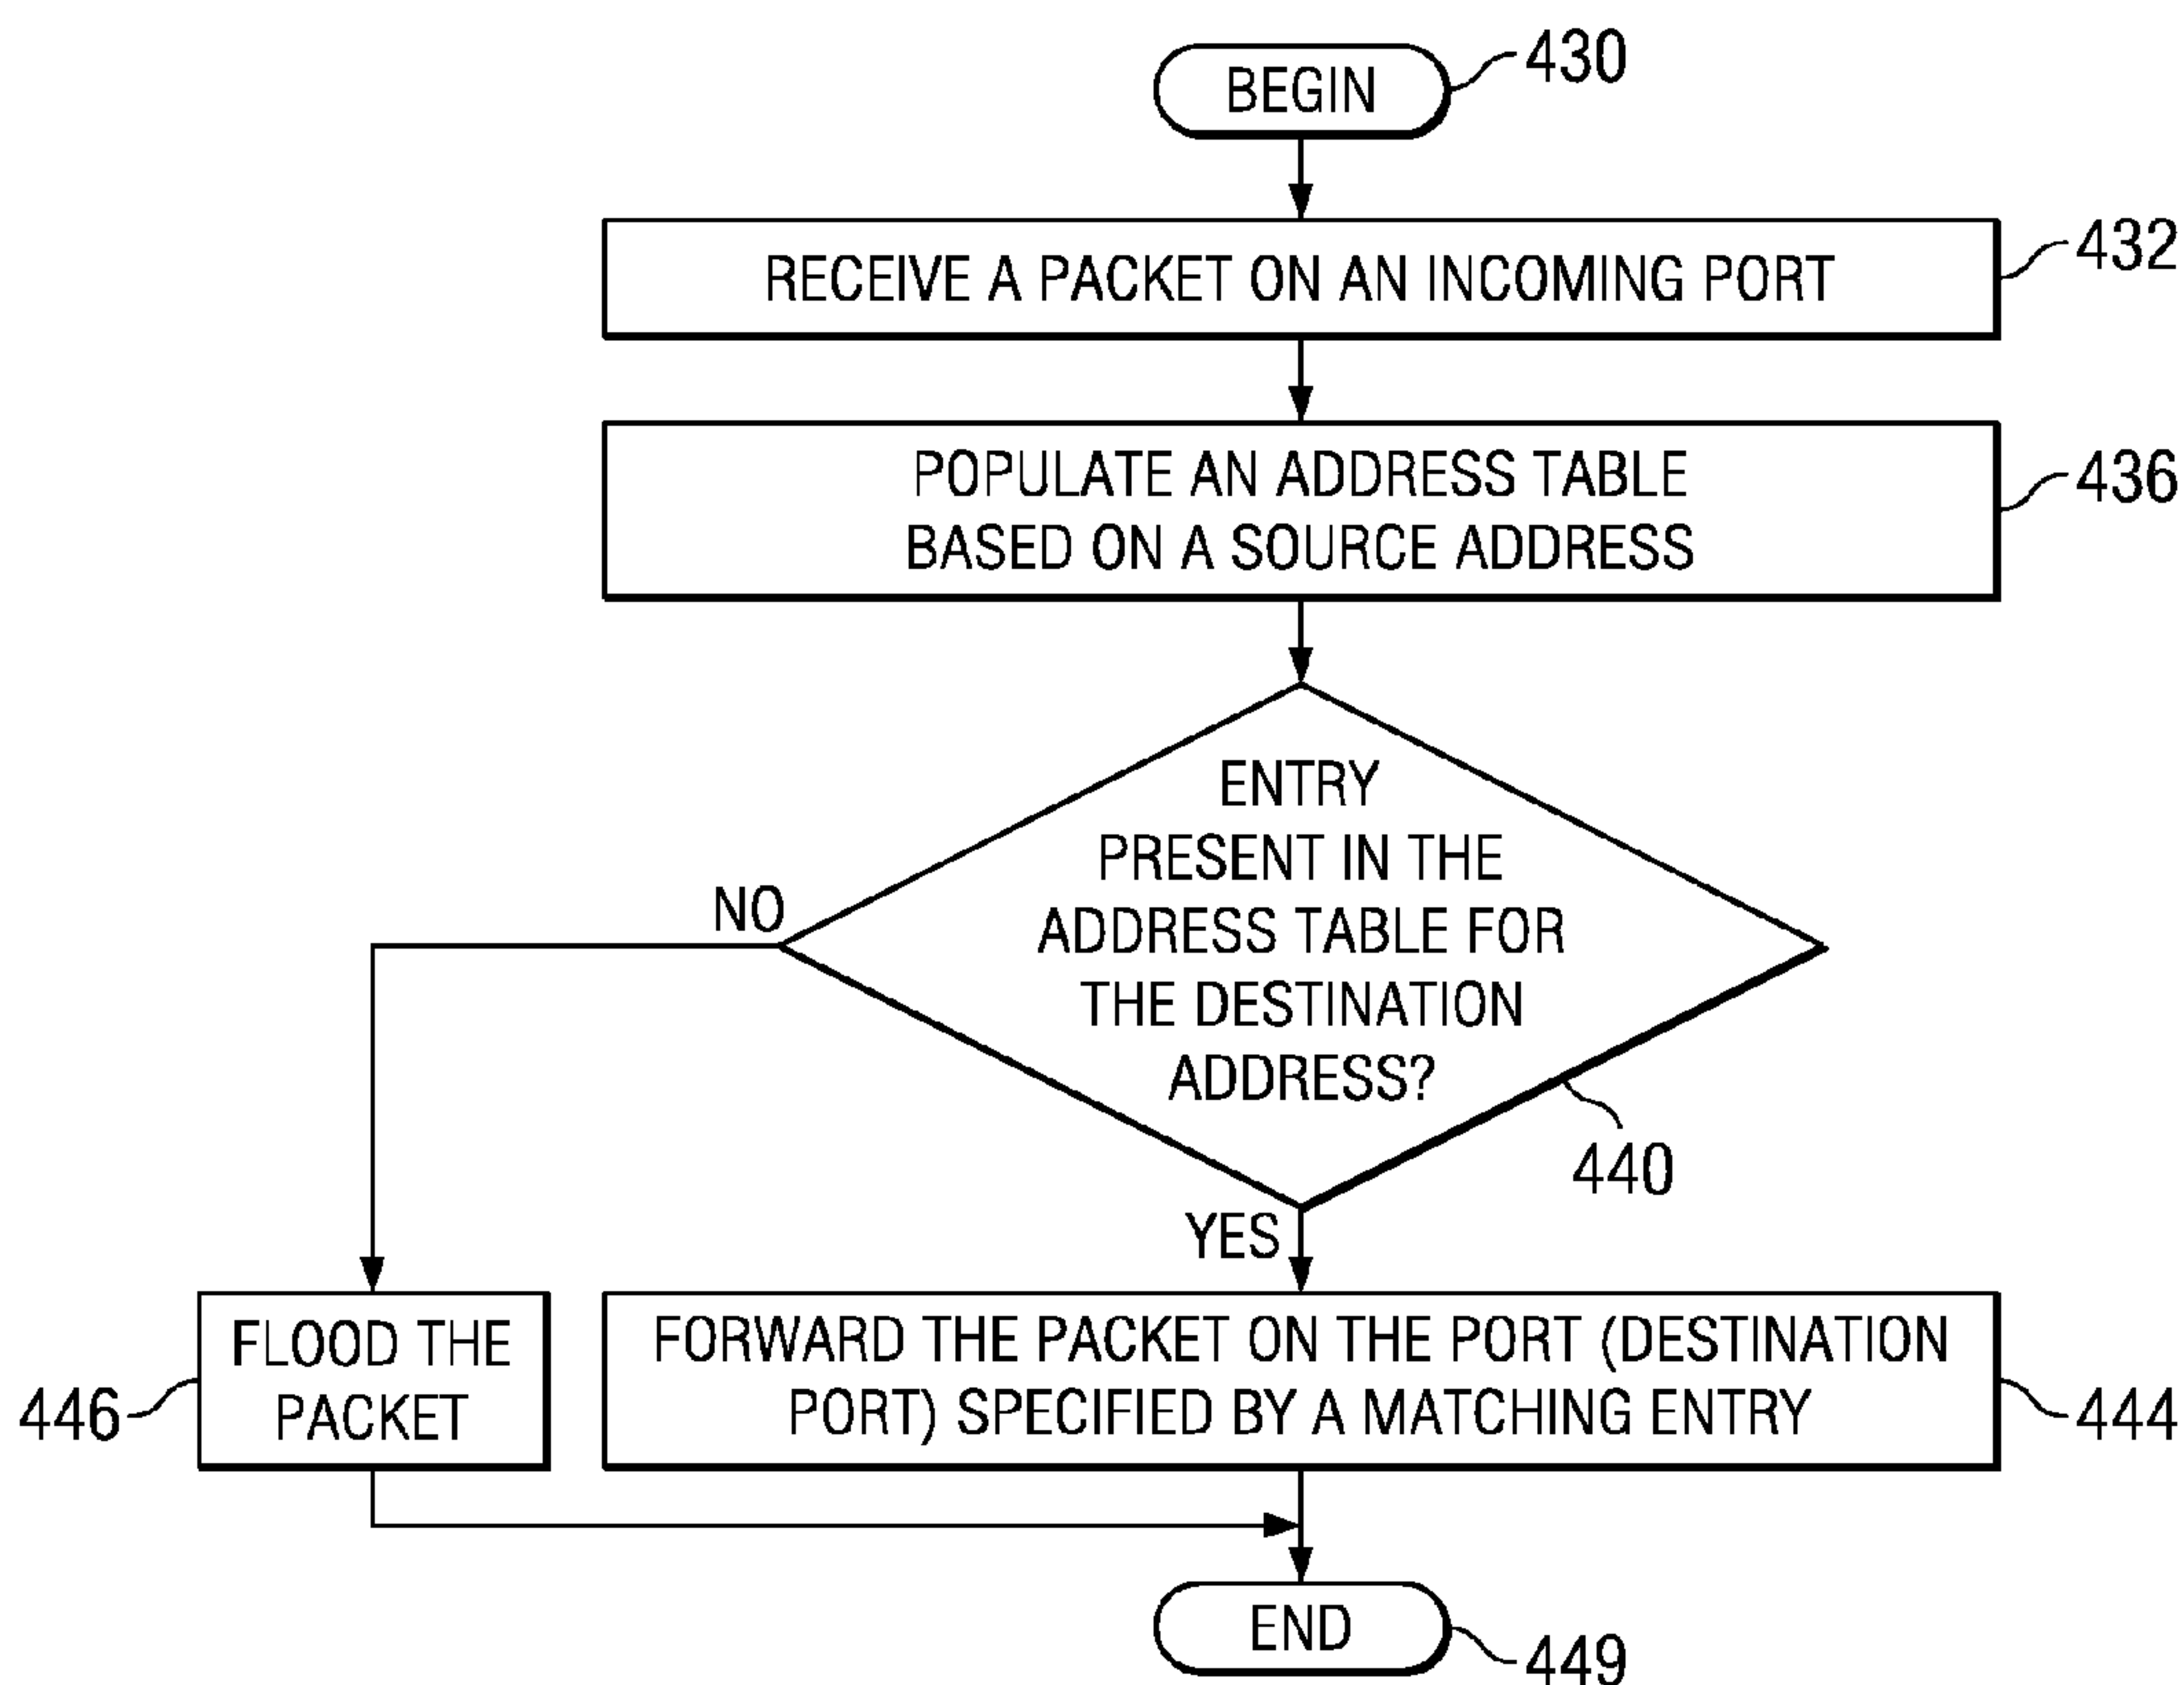 BEGIN
430
RECEIVE A PACKET ON AN INCOMING PORT
432
POPULATE AN ADDRESS TABLE
BASED ON A SOURCE ADDRESS
436
ENTRY
PRESENT IN THE
ADDRESS TABLE FOR
THE DESTINATION
ADDRESS?
440
NO
YES
FLOOD THE
PACKET
446
FORWARD THE PACKET ON THE PORT (DESTINATION
PORT) SPECIFIED BY A MATCHING ENTRY
444
END
449